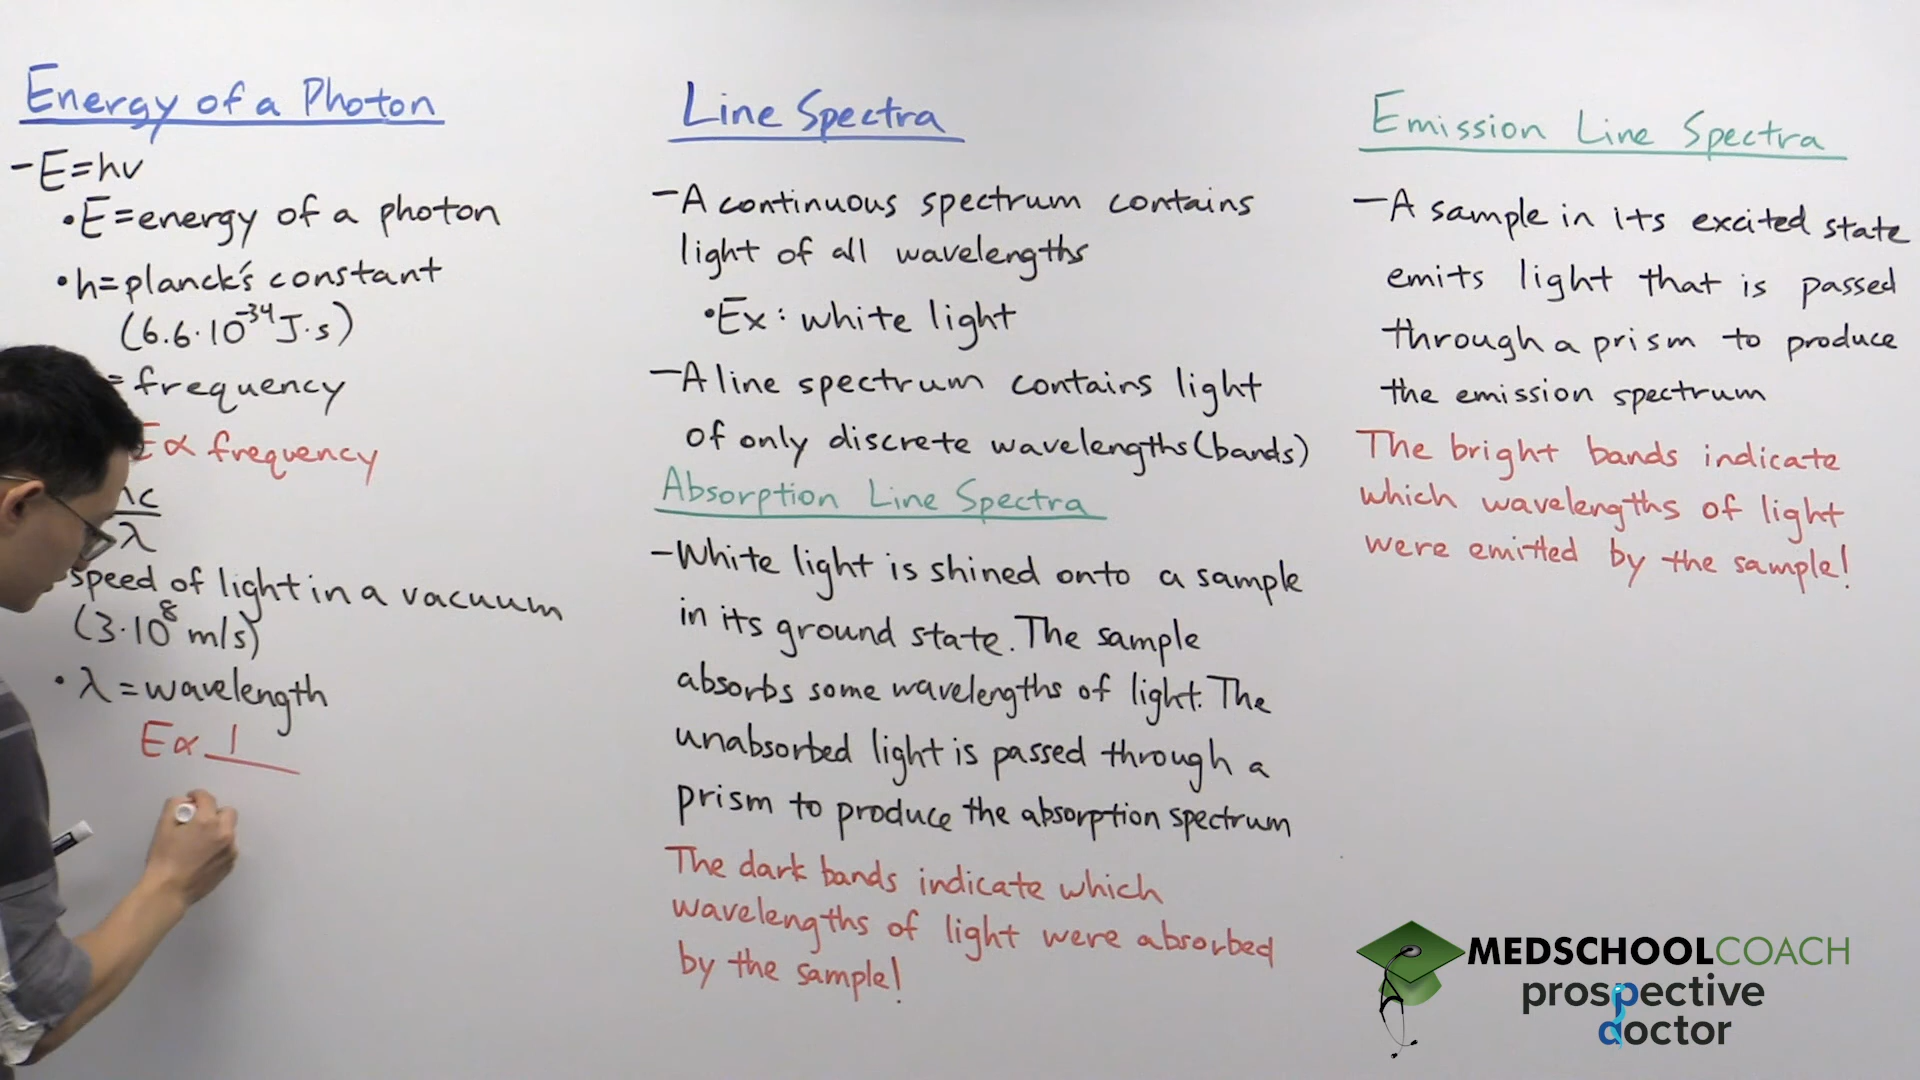 Energy of a Photon
-E=hν
•E=energy of a photon
•h=planck's constant
(6.6·10⁻³⁴J·s)
=frequency
E∝ frequency
hc
λ
speed of light in a vacuum
(3·10⁸ m/s)
•λ=wavelength
E∝ 1
Line Spectra
-A continuous spectrum contains
light of all wavelengths
•Ex: white light
-A line spectrum contains light
of only discrete wavelengths(bands)
Absorption Line Spectra
-White light is shined onto a sample
in its ground state. The sample
absorbs some wavelengths of light. The
unabsorbed light is passed through a
prism to produce the absorption spectrum
The dark bands indicate which
wavelengths of light were absorbed
by the sample!
Emission Line Spectra
-A sample in its excited state
emits light that is passed
through a prism to produce
the emission spectrum
The bright bands indicate
which wavelengths of light
were emitted by the sample!
MEDSCHOOLCOACH
prospective
doctor